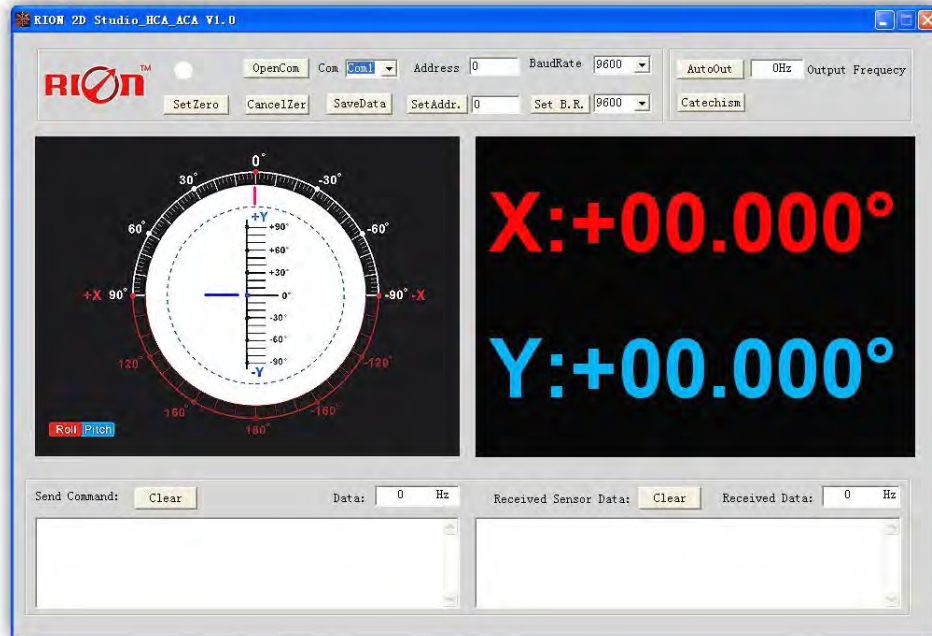 RION 2D Studio_HCA_ACA V1.0
RION™
OpenCom Com Com1 Address 0 BaudRate 9600
SetZero CancelZer SaveData SetAddr. 0 Set B.R. 9600
AutoOut 0Hz Output Frequecy
Catechism
0°
30° -30°
60° -60°
+X 90° -90° -X
120° -120°
160° -160°
180°
+Y
+90°
+60°
+30°
0°
-30°
-60°
-90°
-Y
Roll Pitch
X:+00.000°
Y:+00.000°
Send Command: Clear Data: 0 Hz
Received Sensor Data: Clear Received Data: 0 Hz